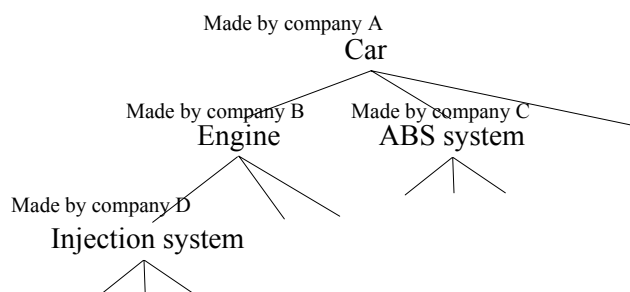 Made by company A
Car
Made by company B
Engine
Made by company C
ABS system
Made by company D
Injection system